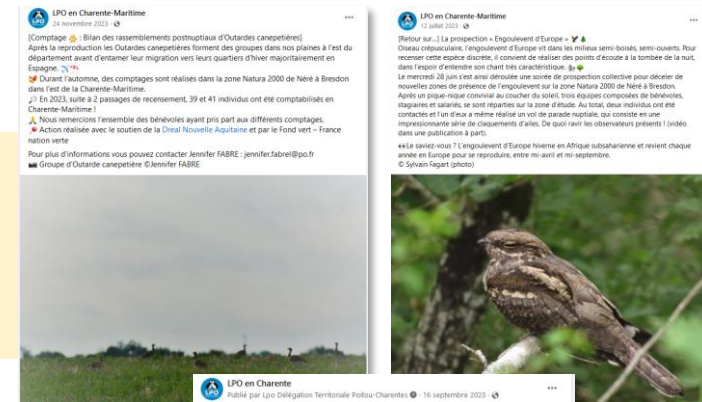 LPO en Charente-Maritime
24 novembre 2023 ·
[Comptage 🌾 : Bilan des rassemblements postnuptiaux d'Outardes canepetières]
Après la reproduction les Outardes canepetières forment des groupes dans nos plaines à l'est du
département avant d'entamer leur migration vers leurs quartiers d'hiver majoritairement en
Espagne.
Durant l'automne, des comptages sont réalisés dans la zone Natura 2000 de Néré à Bresdon
dans l'est de la Charente-Maritime.
🔎 En 2023, suite à 2 passages de recensement, 39 et 41 individus ont été comptabilisés en
Charente-Maritime !
🙏 Nous remercions l'ensemble des bénévoles ayant pris part aux différents comptages.
Action réalisée avec le soutien de la Dreal Nouvelle Aquitaine et par le Fond vert – France
nation verte
Pour plus d'informations vous pouvez contacter Jennifer FABRE : jennifer.fabrel@po.fr
📷 Groupe d'Outarde canepetière ©Jennifer FABRE
LPO en Charente-Maritime
12 juillet 2023 ·
[Retour sur...] La prospection « Engoulevent d'Europe » 🌲
Oiseau crépusculaire, l'engoulevent d'Europe vit dans les milieux semi-boisés, semi-ouverts. Pour
recenser cette espèce discrète, il convient de réaliser des points d'écoute à la tombée de la nuit,
dans l'espoir d'entendre son chant très caractéristique.
Le mercredi 28 juin s'est ainsi déroulée une soirée de prospection collective pour déceler de
nouvelles zones de présence de l'engoulevent sur la zone Natura 2000 de Néré à Bresdon.
Après un pique-nique convivial au coucher du soleil, trois équipes composées de bénévoles,
stagiaires et salariés, se sont réparties sur la zone d'étude. Au total, deux individus ont été
contactés et l'un d'eux a même réalisé un vol de parade nuptiale, qui consiste en une
impressionnante série de claquements d'ailes. De quoi ravir les observateurs présents ! (vidéo
dans une publication à part).
👀Le saviez-vous ? L'engoulevent d'Europe hiverne en Afrique subsaharienne et revient chaque
année en Europe pour se reproduire, entre mi-avril et mi-septembre.
© Sylvain Fagart (photo)
LPO en Charente
Publié par Lpo Délégation Territoriale Poitou-Charentes · 16 septembre 2023 ·